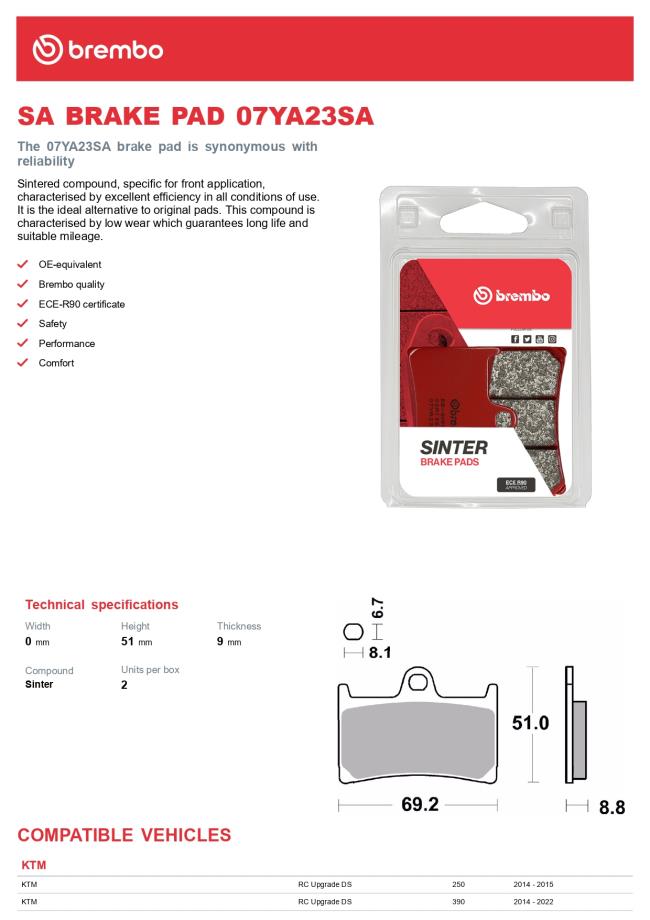 brembo
SA BRAKE PAD 07YA23SA
The 07YA23SA brake pad is synonymous with
reliability
Sintered compound, specific for front application,
characterised by excellent efficiency in all conditions of use.
It is the ideal alternative to original pads. This compound is
characterised by low wear which guarantees long life and
suitable mileage.
OE-equivalent
Brembo quality
ECE-R90 certificate
Safety
Performance
Comfort
brembo
SINTER
BRAKE PADS
ECE R90
APPROVED
Technical specifications
Width Height Thickness
0 mm 51 mm 9 mm
Compound Units per box
Sinter 2
6.7
8.1
51.0
69.2
8.8
COMPATIBLE VEHICLES
KTM
KTM RC Upgrade DS 250 2014 - 2015
KTM RC Upgrade DS 390 2014 - 2022